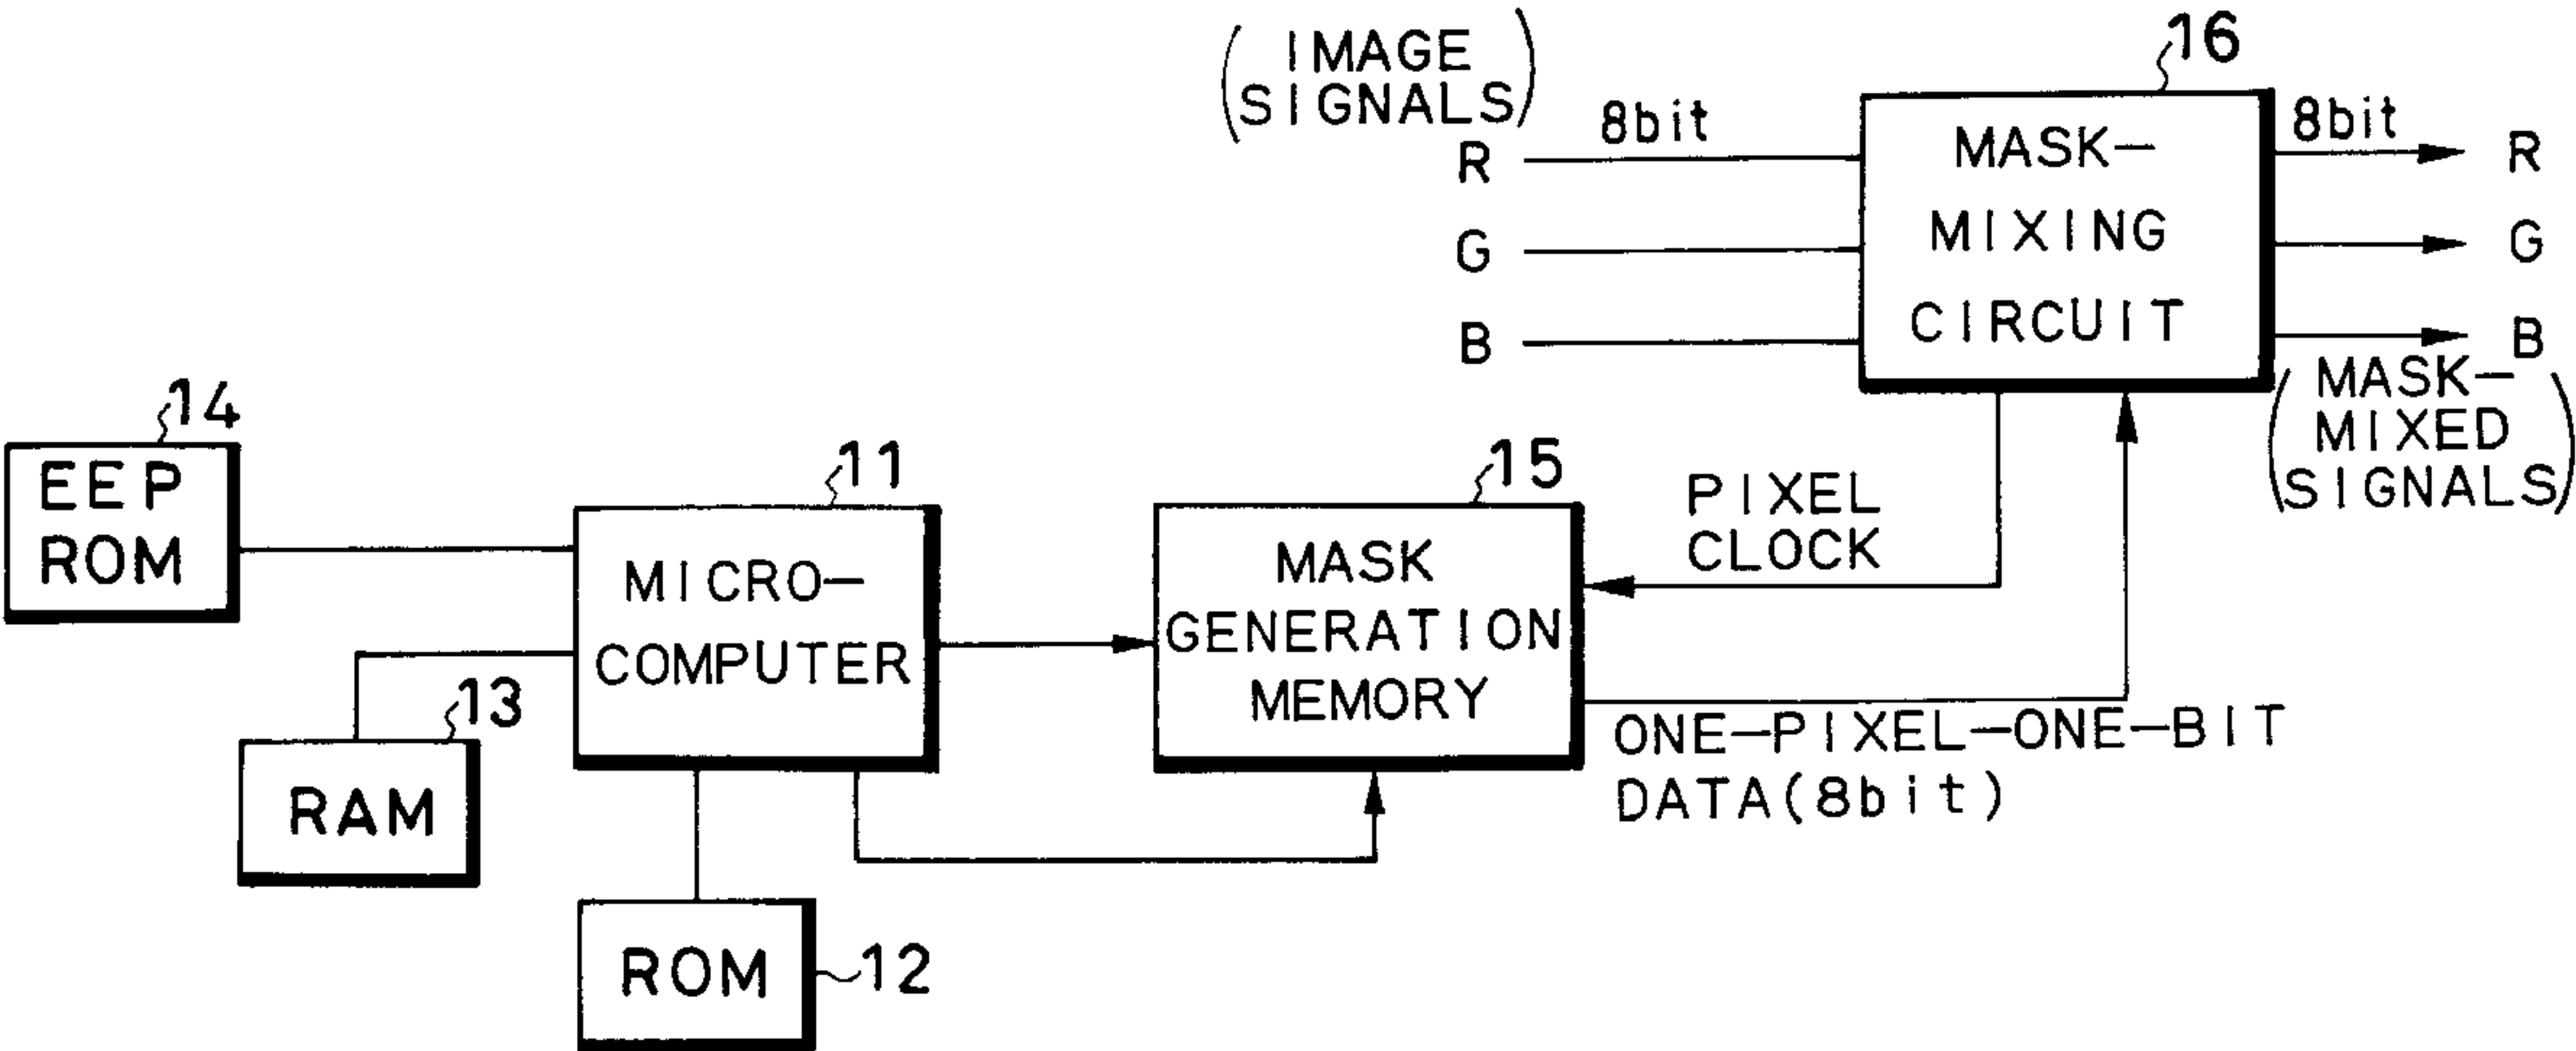 (IMAGE
SIGNALS)
16
8bit
8bit
R
G
B
MASK-
MIXING
CIRCUIT
R
G
B
(MASK-
MIXED
SIGNALS)
14
EEP
ROM
11
MICRO-
COMPUTER
15
MASK
GENERATION
MEMORY
PIXEL
CLOCK
ONE-PIXEL-ONE-BIT
DATA(8bit)
13
RAM
ROM
12